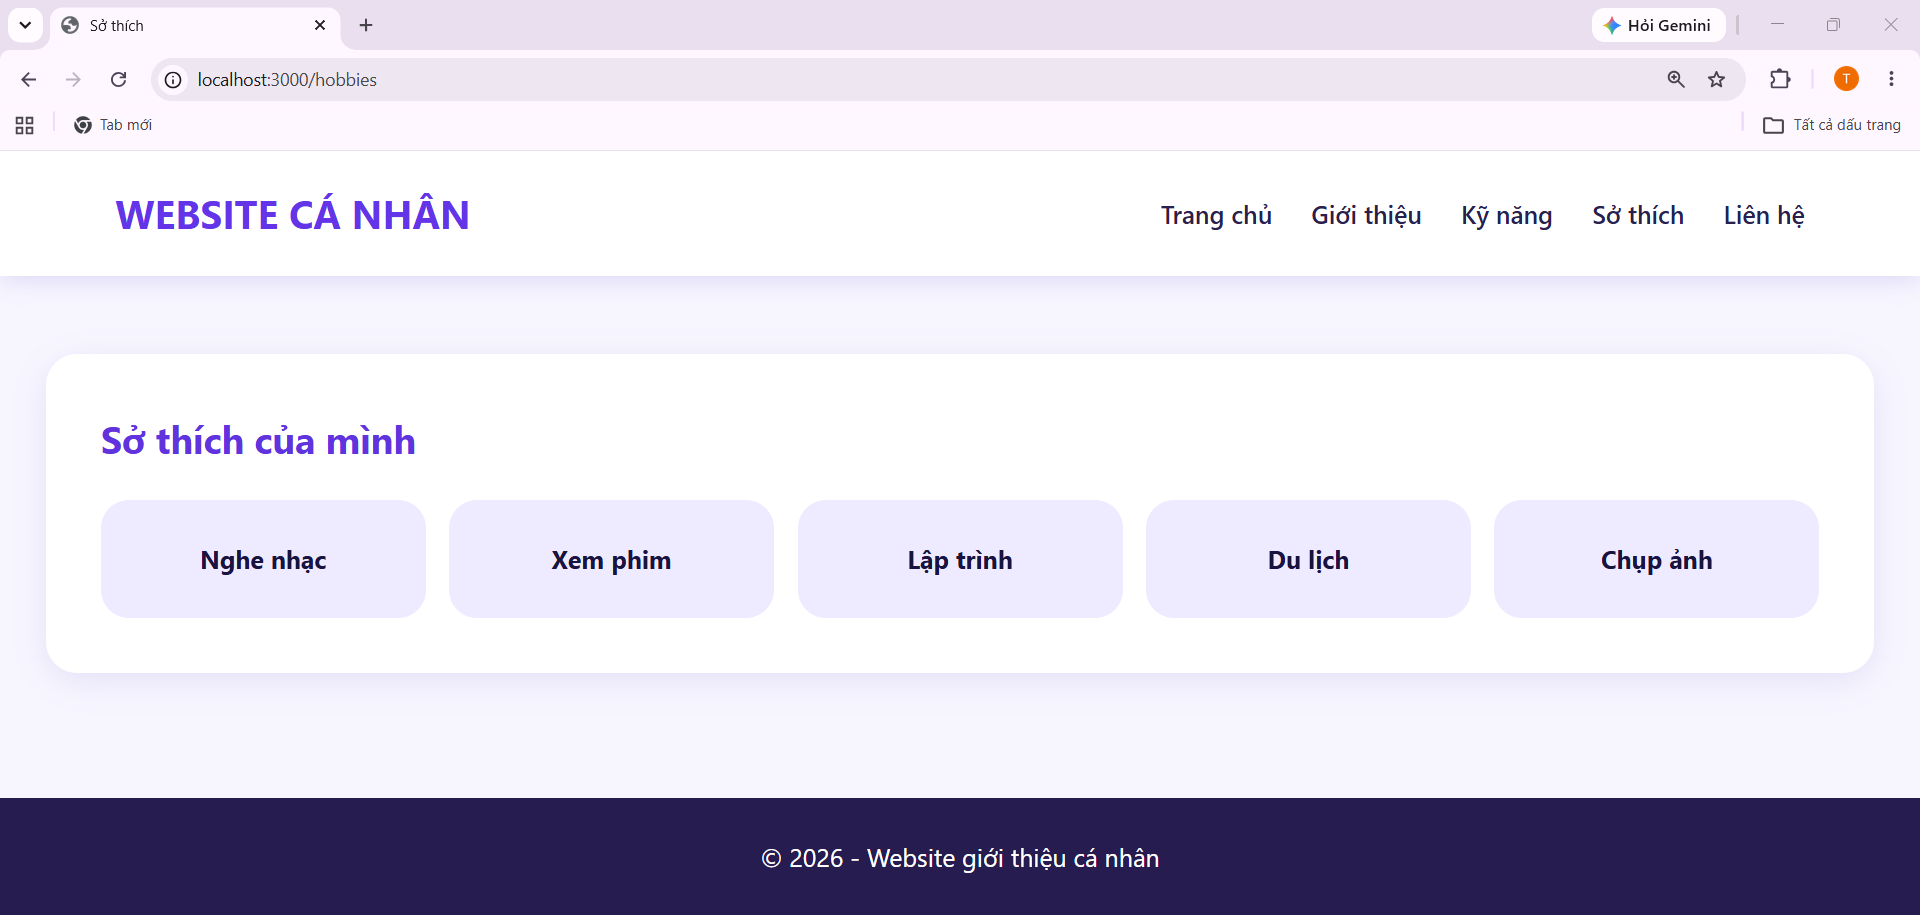 Sở thích
Hỏi Gemini
localhost:3000/hobbies
T
Tab mới
Tất cả dấu trang
WEBSITE CÁ NHÂN
Trang chủ Giới thiệu Kỹ năng Sở thích Liên hệ
Sở thích của mình
Nghe nhạc Xem phim Lập trình Du lịch Chụp ảnh
© 2026 - Website giới thiệu cá nhân